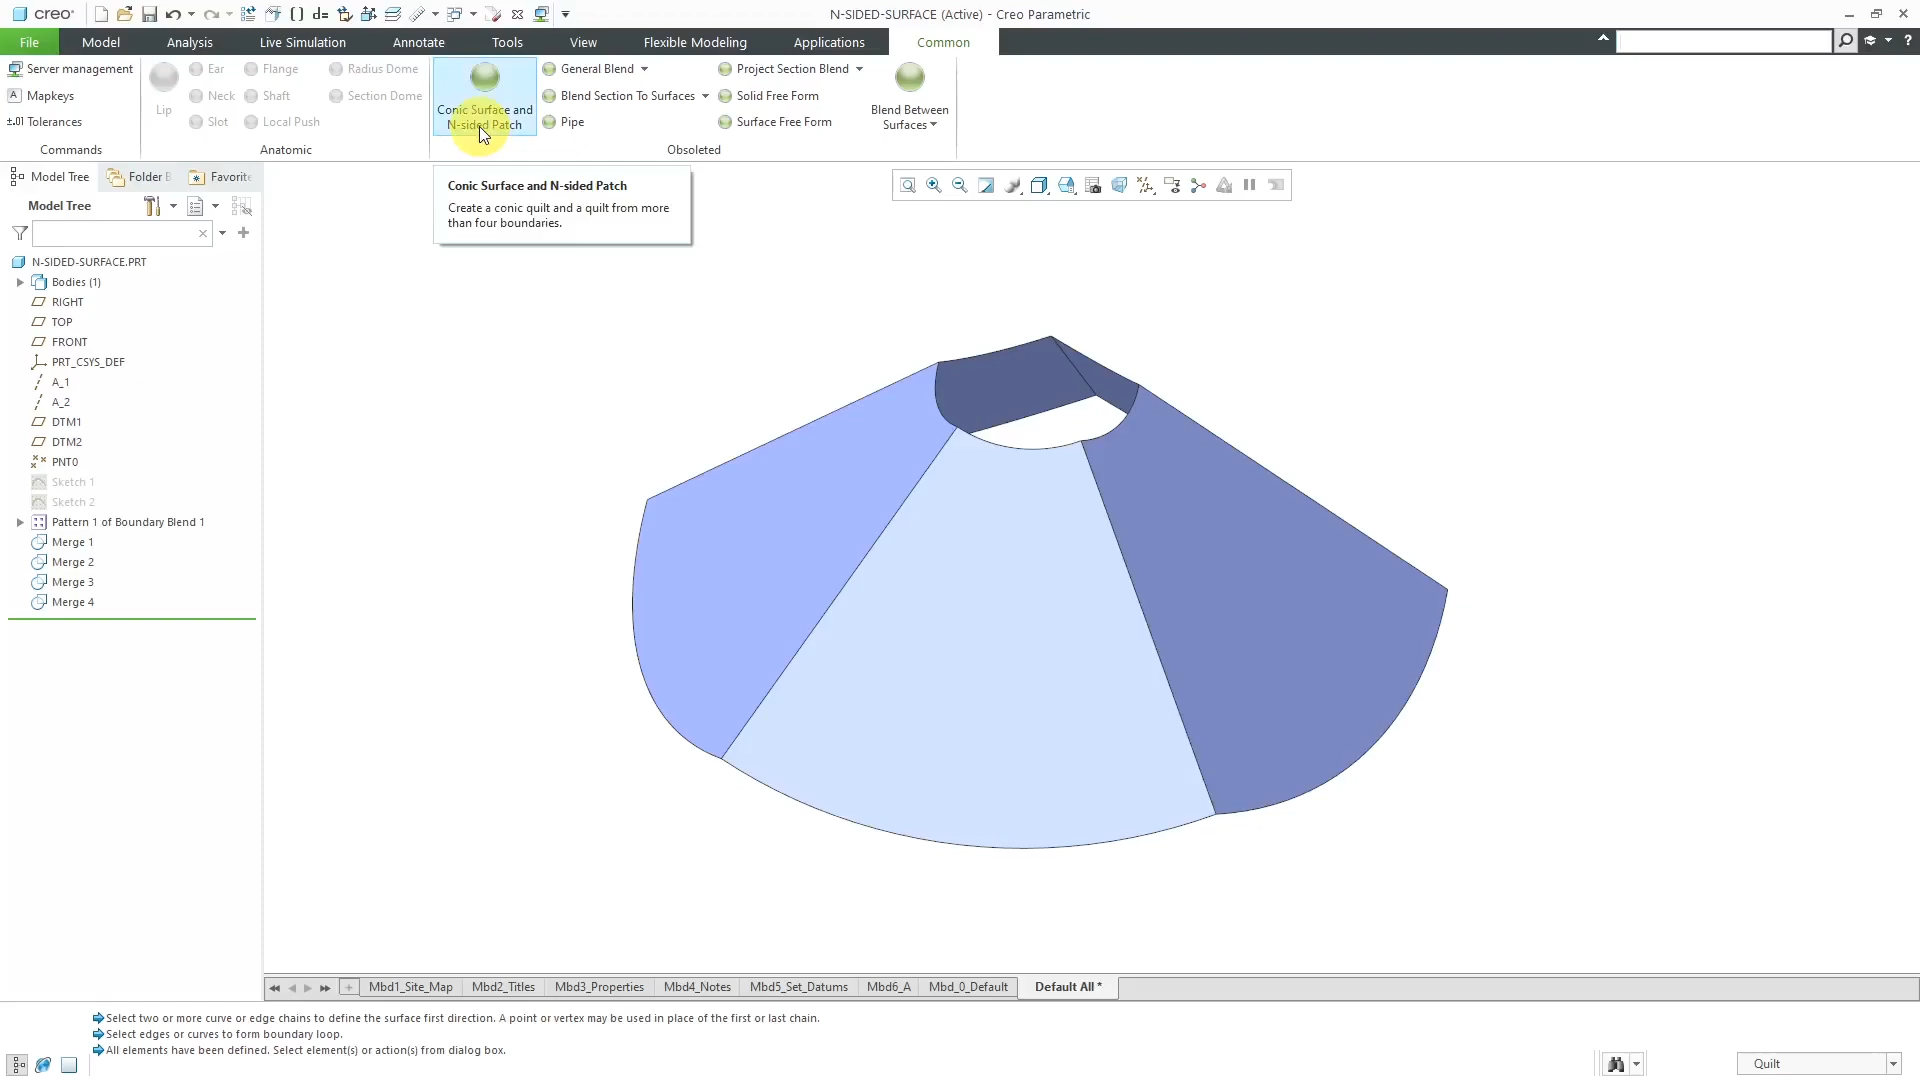 creo
N-SIDED-SURFACE (Active) - Creo Parametric
File Model Analysis Live Simulation Annotate Tools View Flexible Modeling Applications Common
Server management
Mapkeys
Tolerances
Commands
Lip
Ear
Neck
Slot
Flange
Shaft
Local Push
Radius Dome
Section Dome
Anatomic
Conic Surface and
N-sided Patch
General Blend
Blend Section To Surfaces
Pipe
Project Section Blend
Solid Free Form
Surface Free Form
Blend Between
Surfaces
Obsoleted
Model Tree
Folder
Favorite
Model Tree
Conic Surface and N-sided Patch
Create a conic quilt and a quilt from more
than four boundaries.
N-SIDED-SURFACE.PRT
Bodies (1)
RIGHT
TOP
FRONT
PRT_CSYS_DEF
A_1
A_2
DTM1
DTM2
PNT0
Sketch 1
Sketch 2
Pattern 1 of Boundary Blend 1
Merge 1
Merge 2
Merge 3
Merge 4
Mbd1_Site_Map Mbd2_Titles Mbd3_Properties Mbd4_Notes Mbd5_Set_Datums Mbd6_A Mbd_0_Default Default All *
Select two or more curve or edge chains to define the surface first direction. A point or vertex may be used in place of the first or last chain.
Select edges or curves to form boundary loop.
All elements have been defined. Select element(s) or action(s) from dialog box.
Quilt